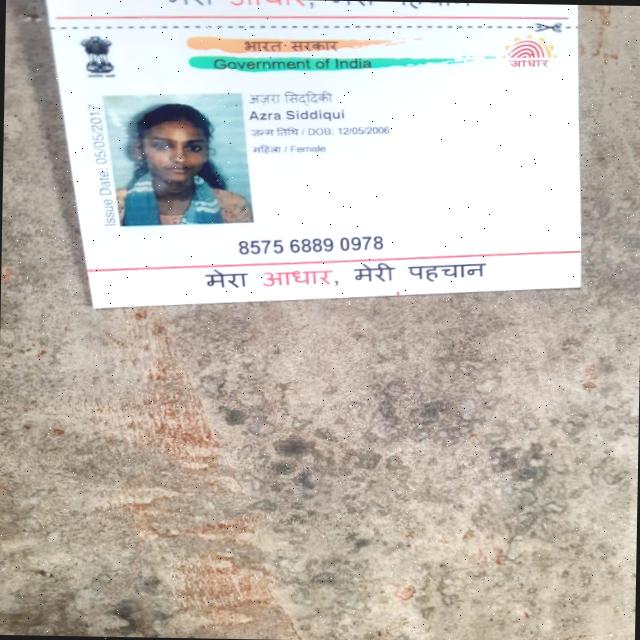 मेरा आधार, मेरी पहचान
भारत सरकार
Government of India
आधार
अजरा सिददिकी
Azra Siddiqui
जन्म तिथि / DOB: 12/05/2006
महिला / Female
Issue Date: 05/05/2017
8575 6889 0978
मेरा आधार, मेरी पहचान